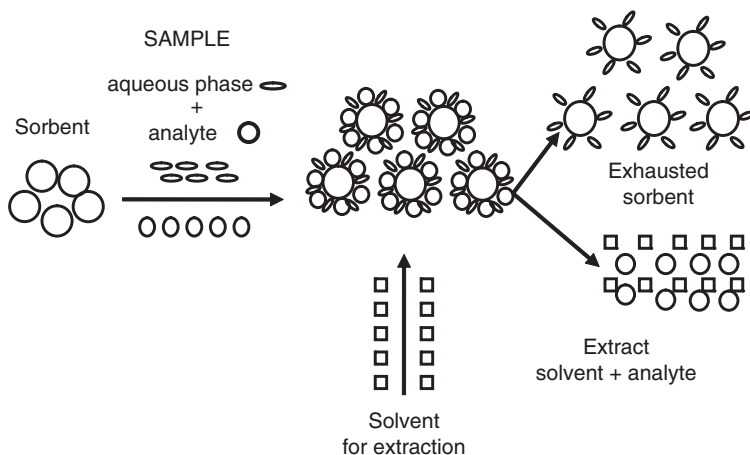 SAMPLE
aqueous phase
+
analyte
Sorbent
Exhausted
sorbent
Extract
solvent + analyte
Solvent
for extraction